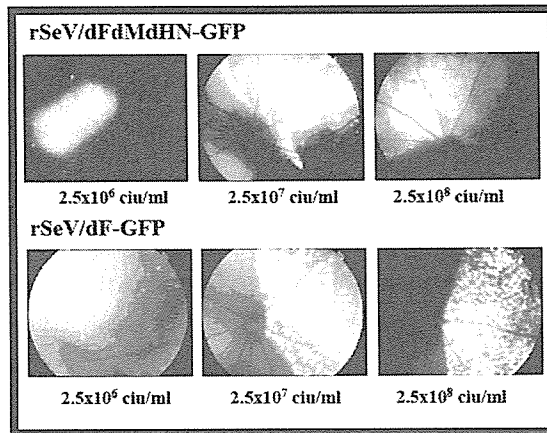 rSeV/dFdMdHN-GFP
2.5x10⁶ ciu/ml 2.5x10⁷ ciu/ml 2.5x10⁸ ciu/ml
rSeV/dF-GFP
2.5x10⁶ ciu/ml 2.5x10⁷ ciu/ml 2.5x10⁸ ciu/ml